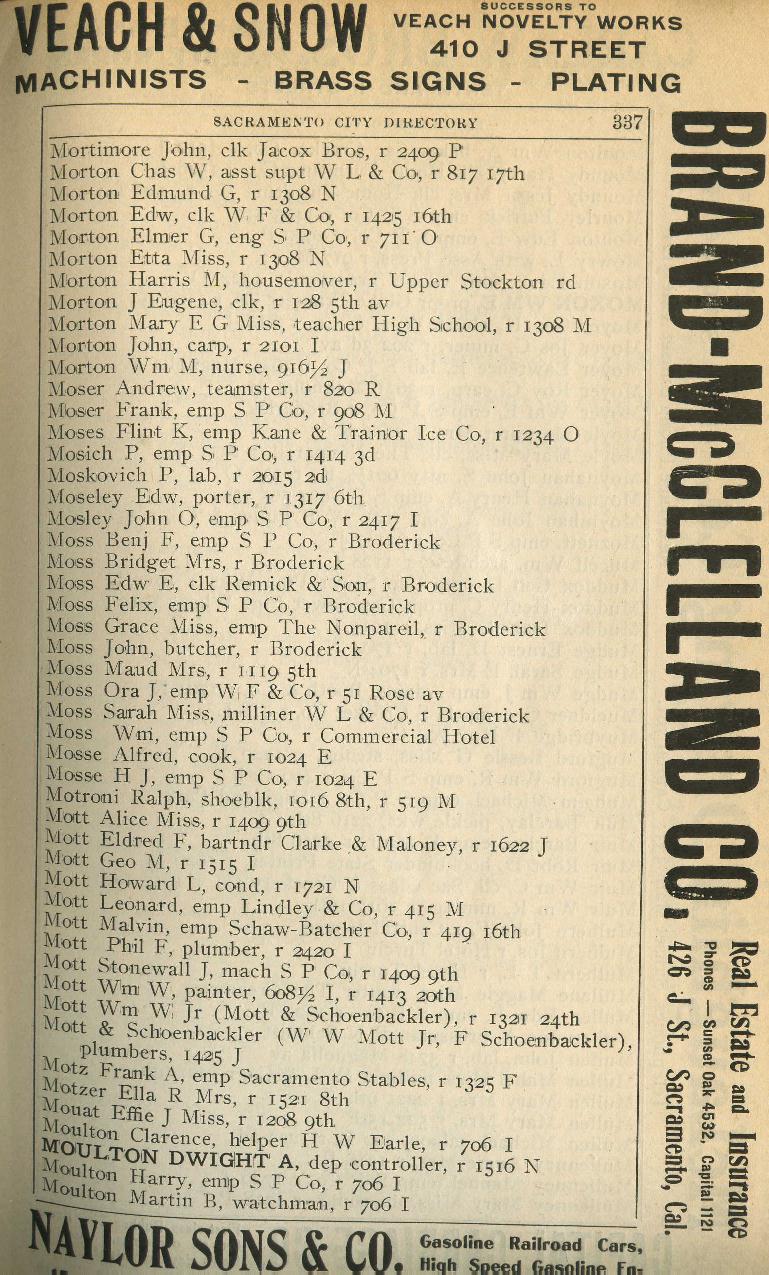 VEACH & SNOW
SUCCESSORS TO
VEACH NOVELTY WORKS
410 J STREET
MACHINISTS - BRASS SIGNS - PLATING
SACRAMENTO CITY DIRECTORY 337
Mortimore John, clk Jacox Bros, r 2409 P
Morton Chas W, asst supt W L & Co, r 817 17th
Morton Edmund G, r 1308 N
Morton Edw, clk W F & Co, r 1425 16th
Morton Elmer G, eng S P Co, r 711 O
Morton Etta Miss, r 1308 N
Morton Harris M, housemover, r Upper Stockton rd
Morton J Eugene, clk, r 128 5th av
Morton Mary E G Miss, teacher High School, r 1308 M
Morton John, carp, r 2101 I
Morton Wm M, nurse, 916½ J
Moser Andrew, teamster, r 820 R
Moser Frank, emp S P Co, r 908 M
Moses Flint K, emp Kane & Trainor Ice Co, r 1234 O
Mosich P, emp S P Co, r 1414 3d
Moskovich P, lab, r 2015 2d
Moseley Edw, porter, r 1317 6th
Mosley John O, emp S P Co, r 2417 I
Moss Benj F, emp S P Co, r Broderick
Moss Bridget Mrs, r Broderick
Moss Edw E, clk Remick & Son, r Broderick
Moss Felix, emp S P Co, r Broderick
Moss Grace Miss, emp The Nonpareil, r Broderick
Moss John, butcher, r Broderick
Moss Maud Mrs, r 1119 5th
Moss Ora J, emp W F & Co, r 51 Rose av
Moss Sarah Miss, milliner W L & Co, r Broderick
Moss Wm, emp S P Co, r Commercial Hotel
Mosse Alfred, cook, r 1024 E
Mosse H J, emp S P Co, r 1024 E
Motroni Ralph, shoeblk, 1016 8th, r 519 M
Mott Alice Miss, r 1409 9th
Mott Eldred F, bartndr Clarke & Maloney, r 1622 J
Mott Geo M, r 1515 I
Mott Howard L, cond, r 1721 N
Mott Leonard, emp Lindley & Co, r 415 M
Mott Malvin, emp Schaw-Batcher Co, r 419 16th
Mott Phil F, plumber, r 2420 I
Mott Stonewall J, mach S P Co, r 1409 9th
Mott Wm W, painter, 608½ I, r 1413 20th
Mott Wm W Jr (Mott & Schoenbackler), r 1321 24th
Mott & Schoenbackler (W W Mott Jr, F Schoenbackler),
plumbers, 1425 J
Motz Frank A, emp Sacramento Stables, r 1325 F
Motzer Ella R Mrs, r 1521 8th
Mouat Effie J Miss, r 1208 9th
Moulton Clarence, helper H W Earle, r 706 I
MOULTON DWIGHT A, dep controller, r 1516 N
Moulton Harry, emp S P Co, r 706 I
Moulton Martin B, watchman, r 706 I
BRAND-McCLELLAND CO.
Real Estate and Insurance
Phones — Sunset Oak 4532, Capital 1121
426 J St., Sacramento, Cal.
NAYLOR SONS & CO.
Gasoline Railroad Cars,
High Speed Gasoline En-